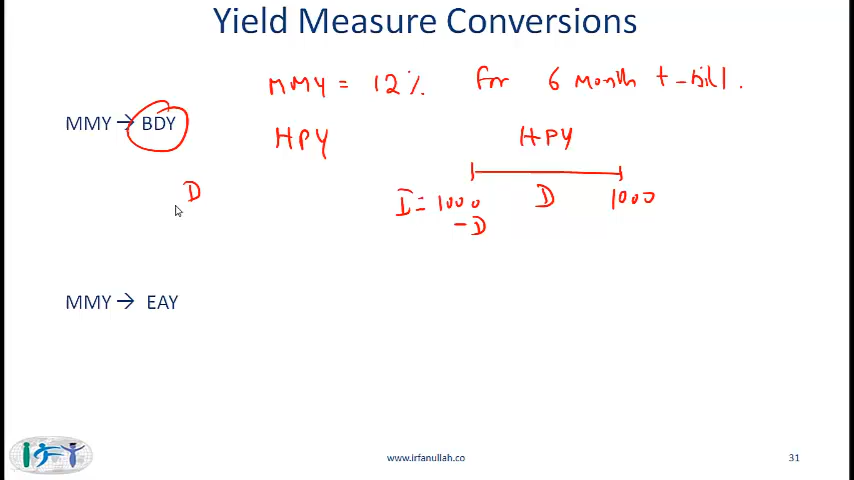 Yield Measure Conversions
MMY = 12% for 6 month t-bill.
MMY → BDY
HPY HPY
D
I = 1000 D 1000
- D
MMY → EAY
www.irfanullah.co
31